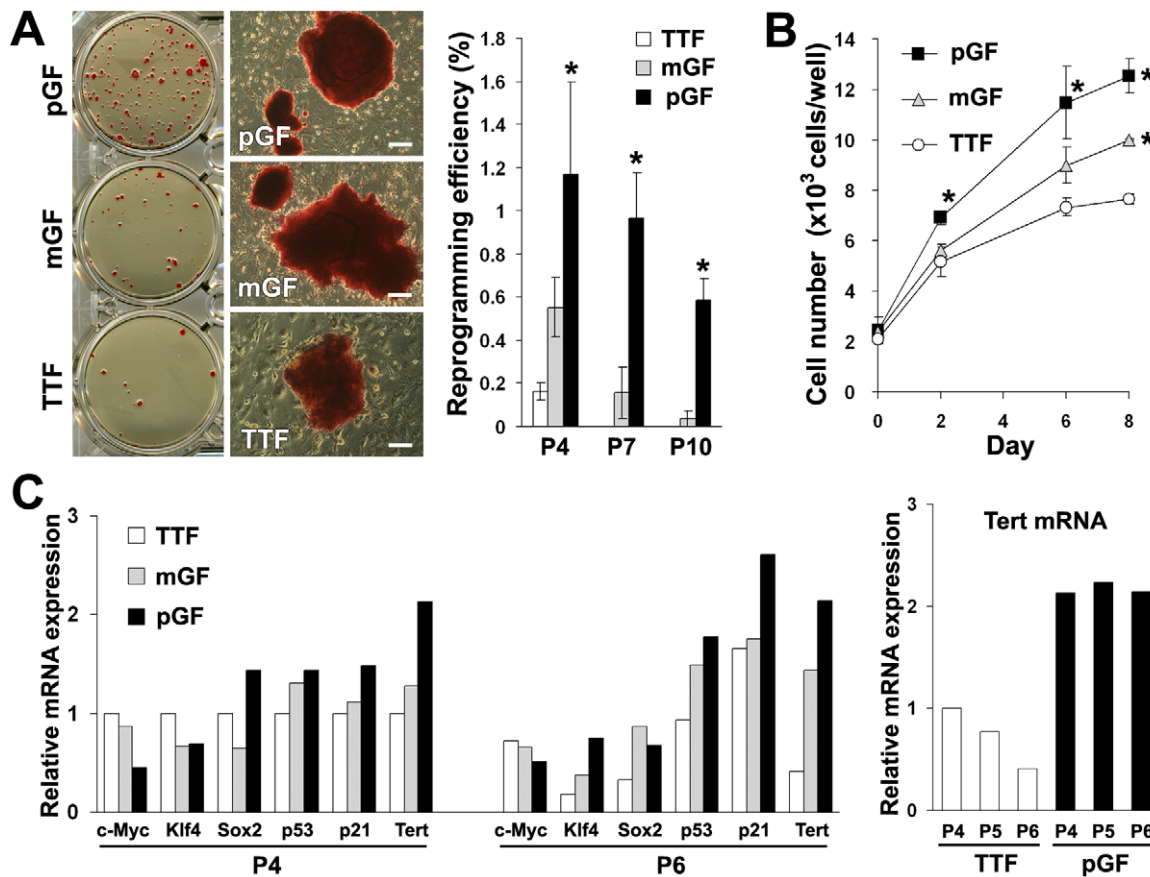 A
pGF
mGF
TTF
pGF
mGF
TTF
Reprogramming efficiency (%)
1.8
1.6
1.4
1.2
1.0
0.8
0.6
0.4
0.2
0
TTF
mGF
pGF
*
*
*
P4 P7 P10
B
Cell number (x10³ cells/well)
14
12
10
8
6
4
2
0
pGF
mGF
TTF
*
*
*
*
0 2 4 6 8
Day
C
Relative mRNA expression
3
2
1
0
TTF
mGF
pGF
c-Myc Klf4 Sox2 p53 p21 Tert
P4
c-Myc Klf4 Sox2 p53 p21 Tert
P6
Relative mRNA expression
3
2
1
0
Tert mRNA
P4 P5 P6 P4 P5 P6
TTF pGF